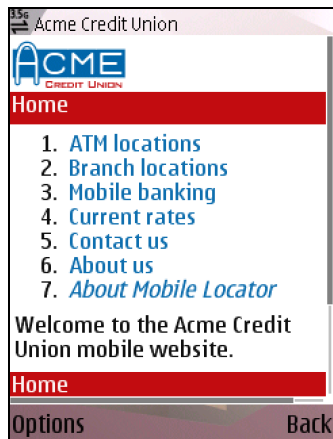 3.5G Acme Credit Union
ACME
CREDIT UNION
Home
1. ATM locations
2. Branch locations
3. Mobile banking
4. Current rates
5. Contact us
6. About us
7. About Mobile Locator
Welcome to the Acme Credit
Union mobile website.
Home
Options Back